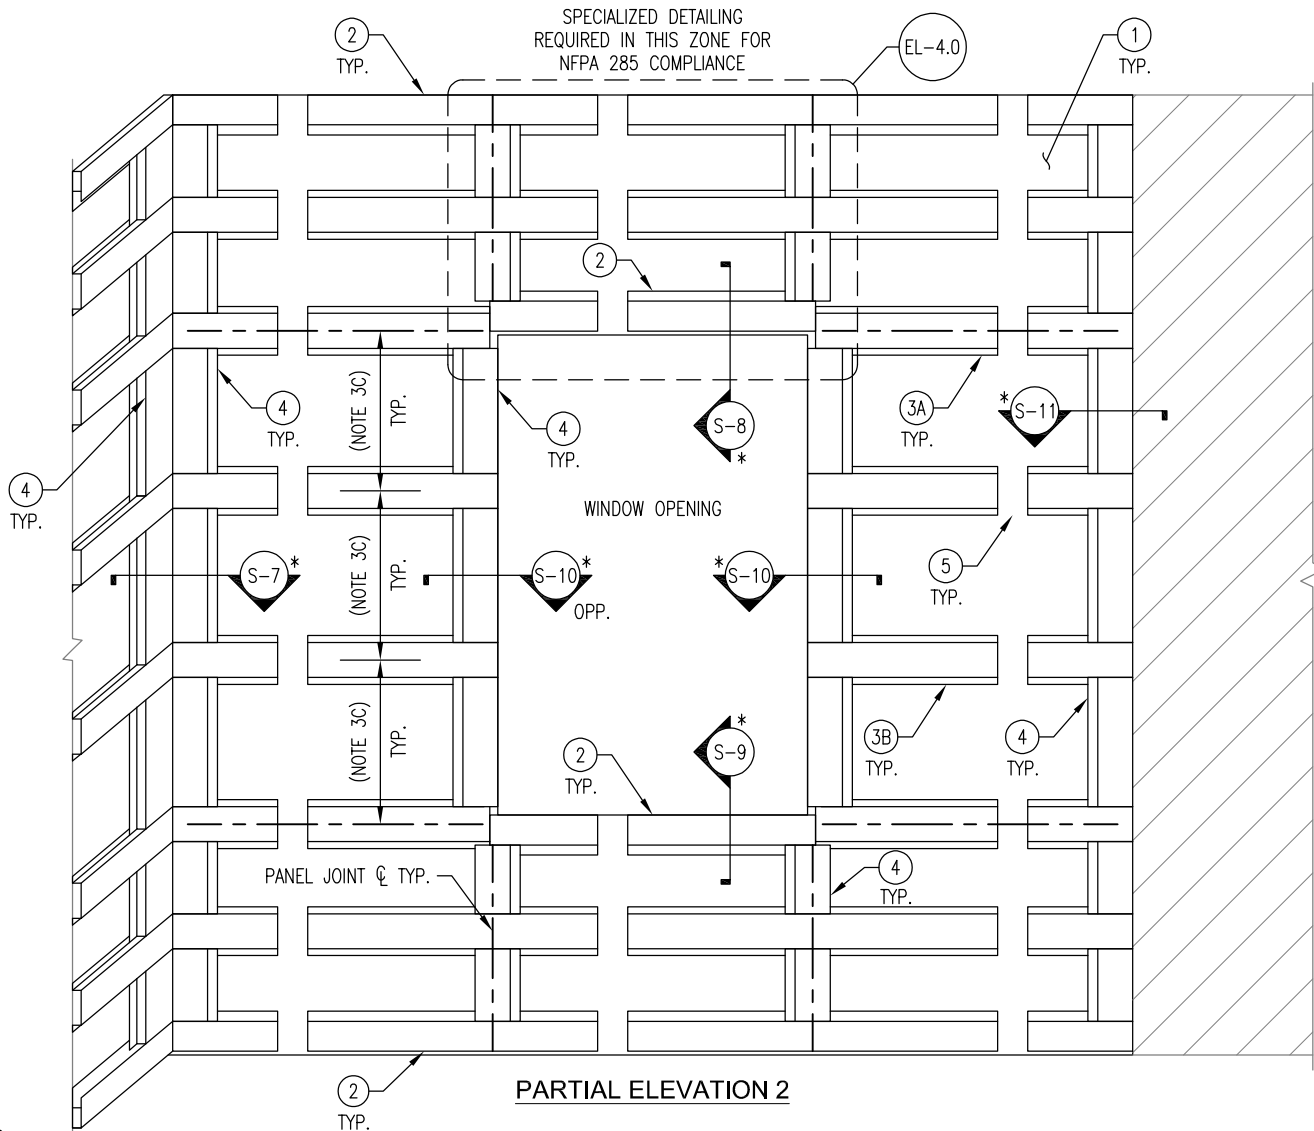 SPECIALIZED DETAILING
REQUIRED IN THIS ZONE FOR
NFPA 285 COMPLIANCE
2
TYP.
EL-4.0
1
TYP.
2
4
TYP.
(NOTE 3C)
TYP.
4
TYP.
S-8
*
3A
TYP.
*
S-11
4
TYP.
WINDOW OPENING
S-7
*
(NOTE 3C)
TYP.
S-10
*
OPP.
*
S-10
5
TYP.
(NOTE 3C)
TYP.
2
TYP.
*
S-9
3B
TYP.
4
TYP.
PANEL JOINT ℄ TYP.
4
TYP.
2
TYP.
PARTIAL ELEVATION 2